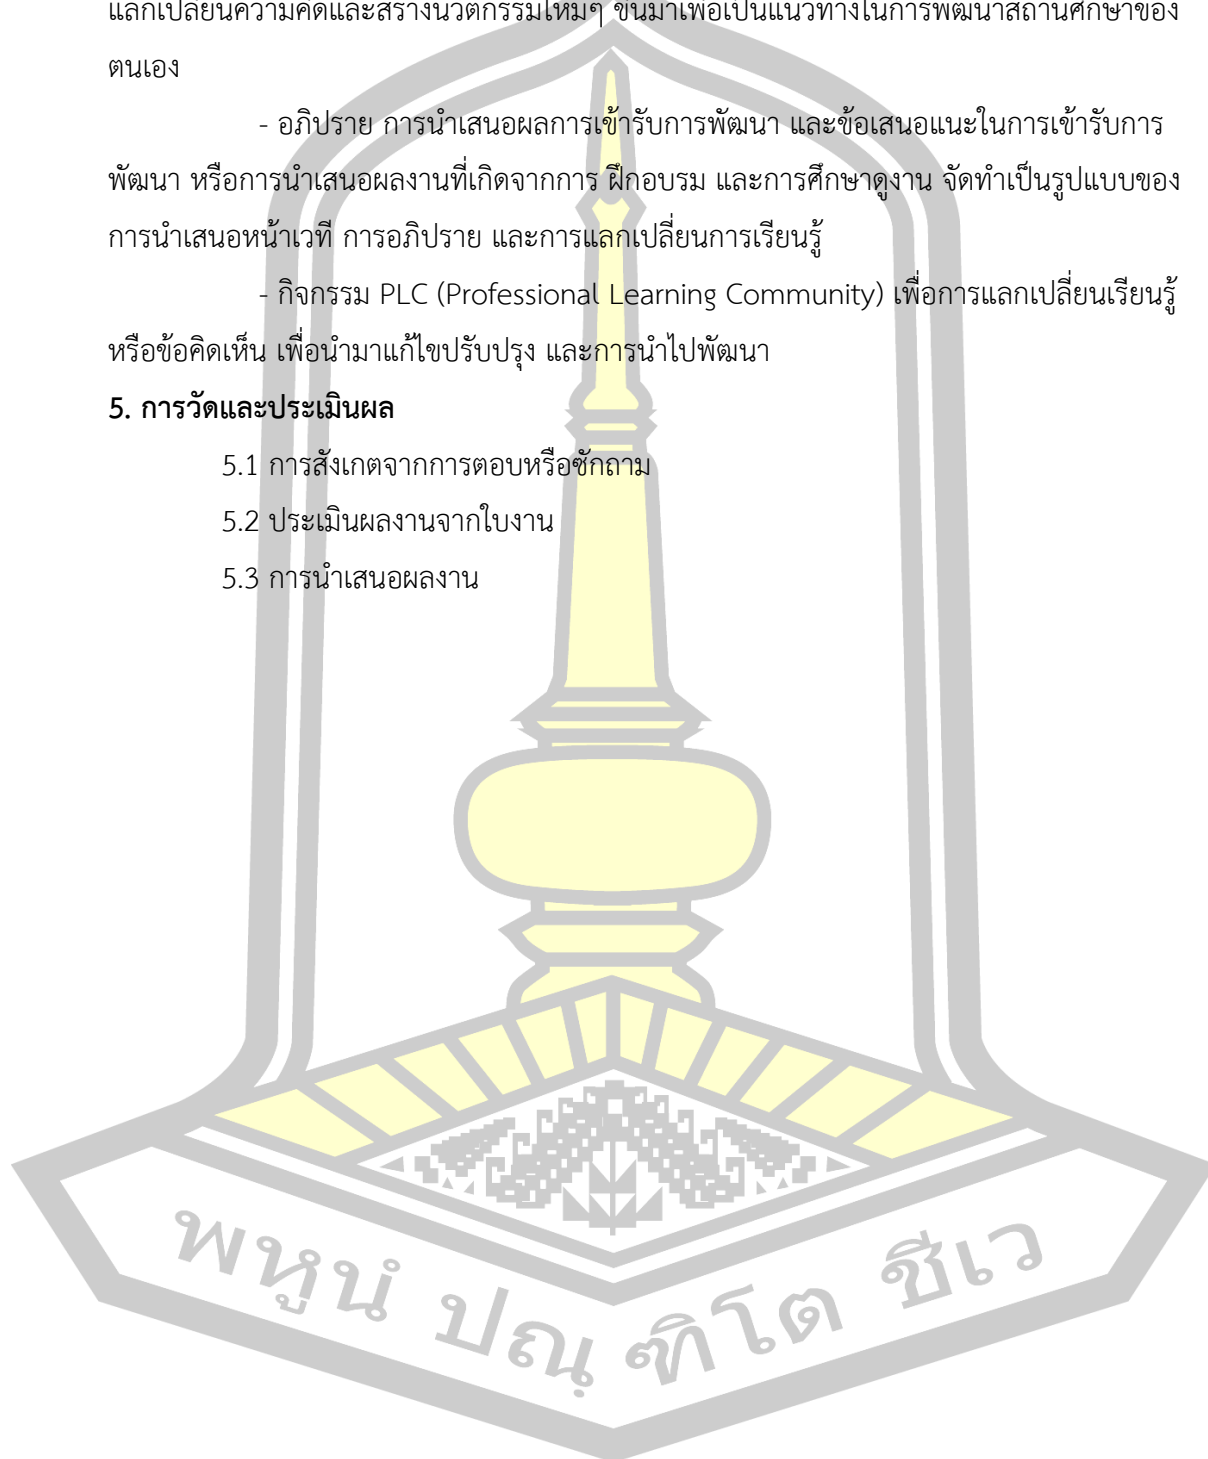 แลกเปลี่ยนความคิดและสร้างนวัตกรรมใหม่ๆ ขึ้นมาเพื่อเป็นแนวทางในการพัฒนาสถานศึกษาของ
ตนเอง
- อภิปราย การนำเสนอผลการเข้ารับการพัฒนา และข้อเสนอแนะในการเข้ารับการ
พัฒนา หรือการนำเสนอผลงานที่เกิดจากการ ฝึกอบรม และการศึกษาดูงาน จัดทำเป็นรูปแบบของ
การนำเสนอหน้าเวที การอภิปราย และการแลกเปลี่ยนการเรียนรู้
- กิจกรรม PLC (Professional Learning Community) เพื่อการแลกเปลี่ยนเรียนรู้
หรือข้อคิดเห็น เพื่อนำมาแก้ไขปรับปรุง และการนำไปพัฒนา
5. การวัดและประเมินผล
5.1 การสังเกตจากการตอบหรือซักถาม
5.2 ประเมินผลงานจากใบงาน
5.3 การนำเสนอผลงาน
พหูนํ ปณฺฑิโต ชีเว